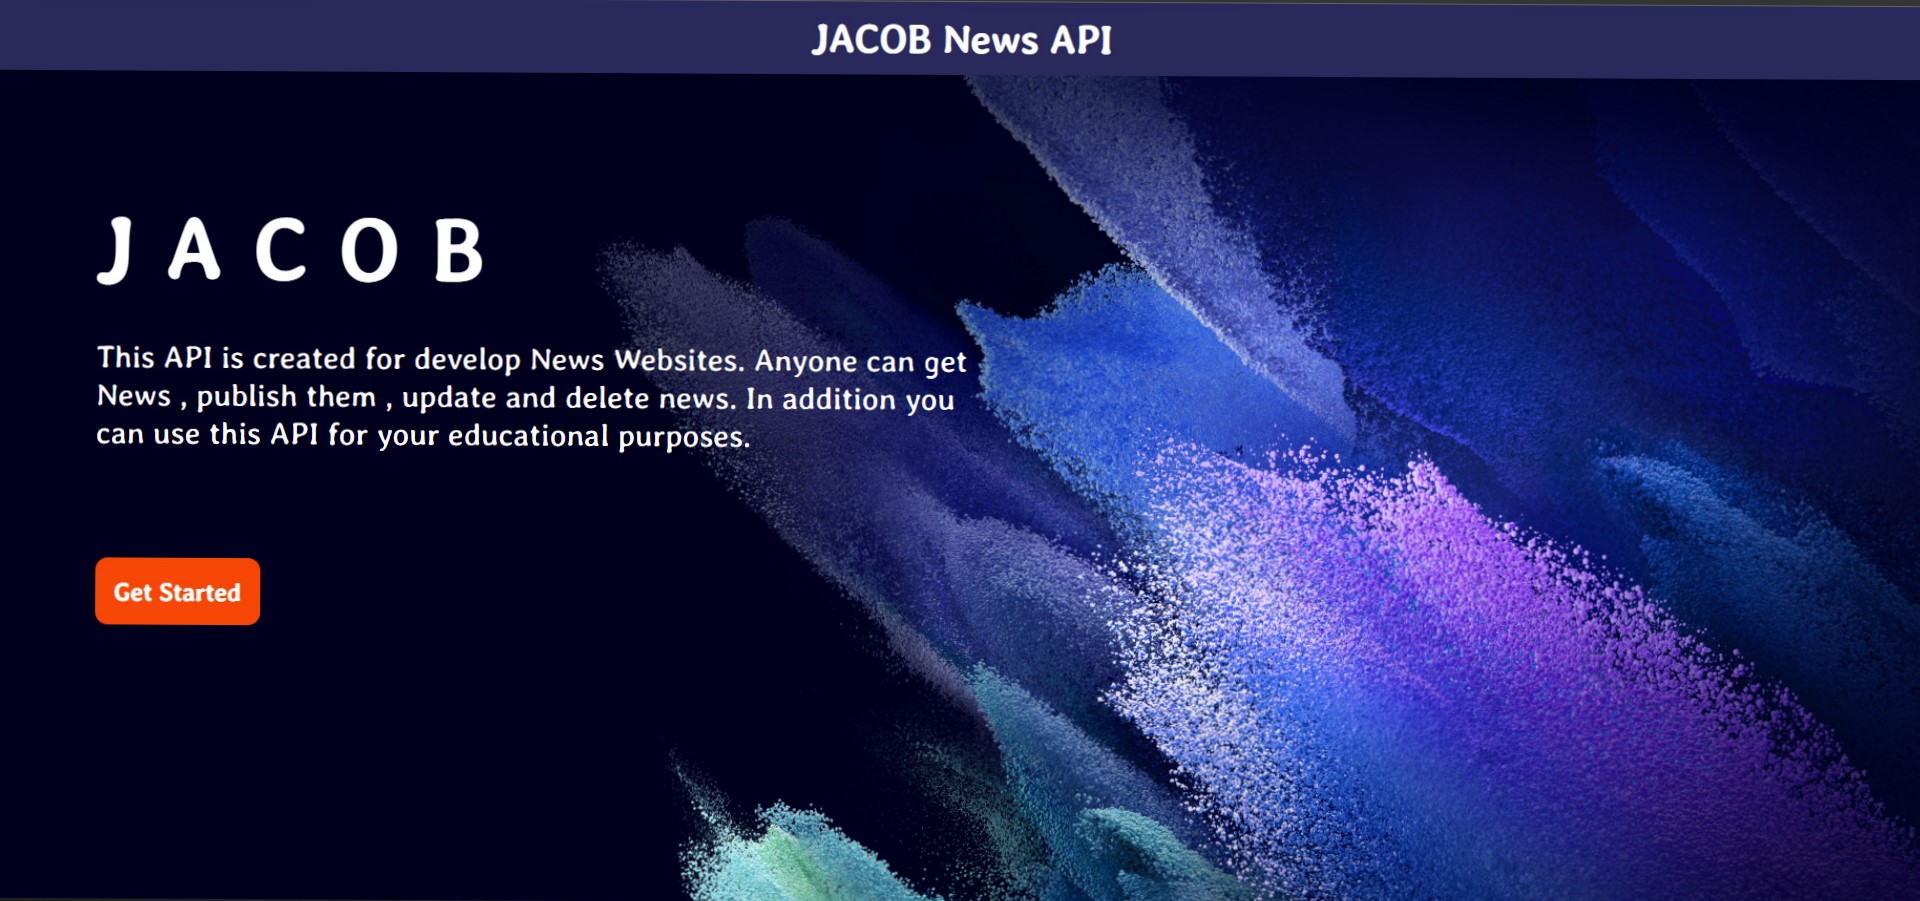 JACOB News API
JACOB
This API is created for develop News Websites. Anyone can get
News , publish them , update and delete news. In addition you
can use this API for your educational purposes.
Get Started